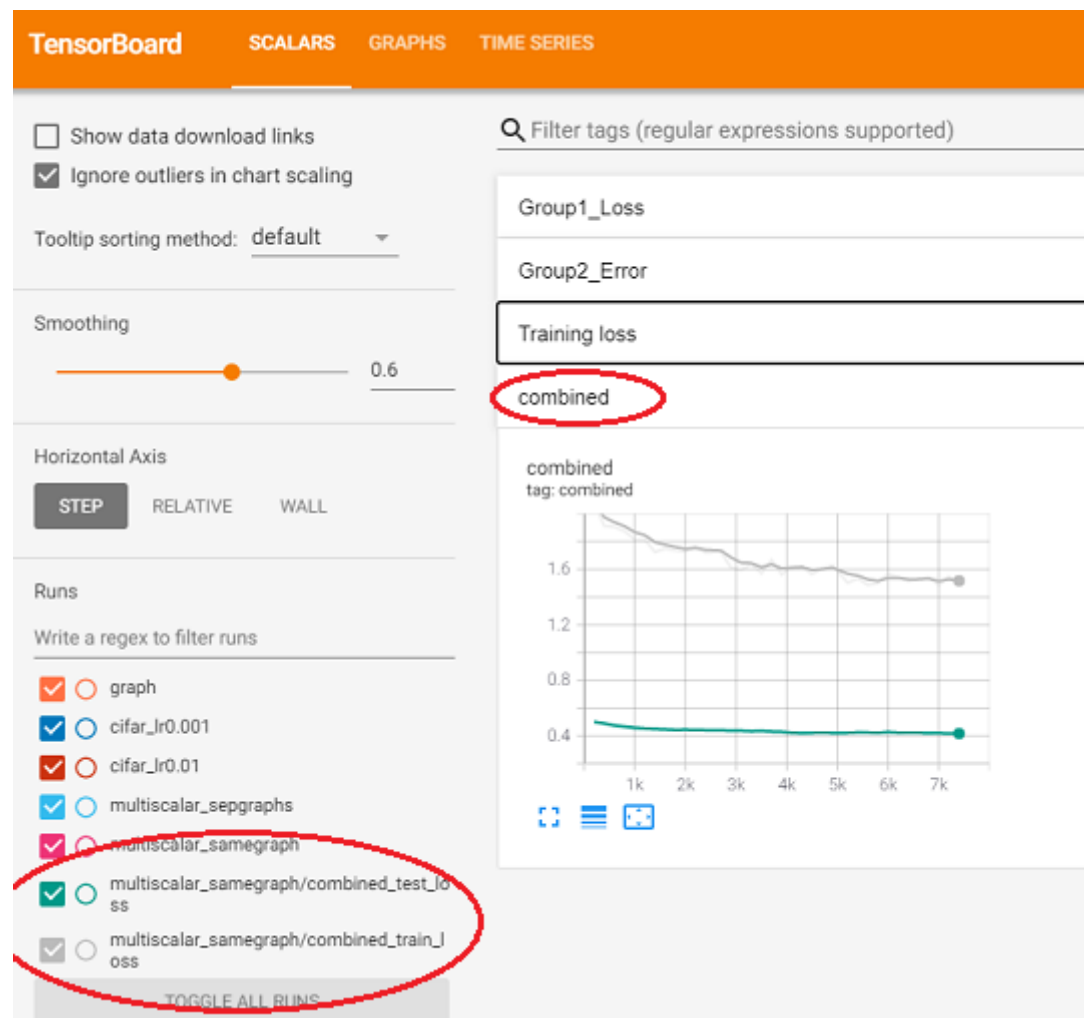 TensorBoard SCALARS GRAPHS TIME SERIES
Show data download links
Ignore outliers in chart scaling
Tooltip sorting method: default
Smoothing
0.6
Horizontal Axis
STEP RELATIVE WALL
Runs
Write a regex to filter runs
graph
cifar_lr0.001
cifar_lr0.01
multiscalar_sepgraphs
multiscalar_samegraph
multiscalar_samegraph/combined_test_lo
ss
multiscalar_samegraph/combined_train_l
oss
TOGGLE ALL RUNS
Filter tags (regular expressions supported)
Group1_Loss
Group2_Error
Training loss
combined
combined
tag: combined
1.6
1.2
0.8
0.4
1k 2k 3k 4k 5k 6k 7k